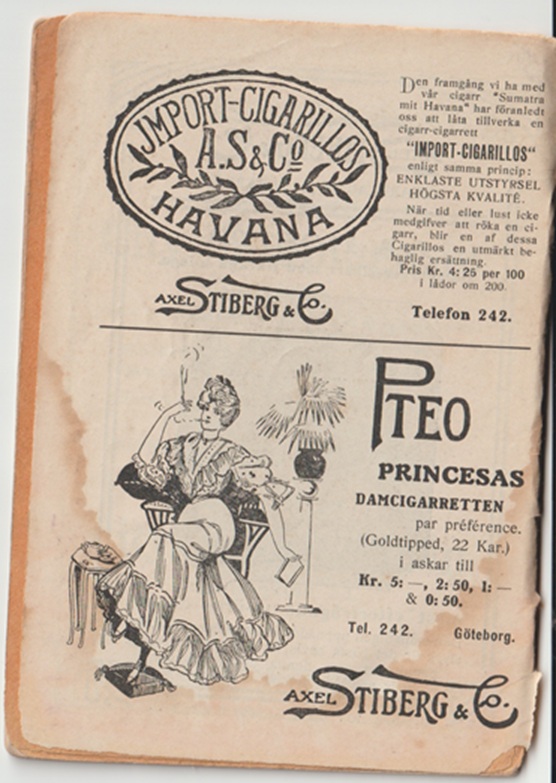 IMPORT-CIGARILLOS
A.S & Co
HAVANA
AXEL STIBERG & Co.
Den framgång vi ha med
vår cigarr "Sumatra
mit Havana" har föranledt
oss att låta tillverka en
cigarr-cigarrett
"IMPORT-CIGARILLOS"
enligt samma princip:
ENKLASTE UTSTYRSEL
HÖGSTA KVALITÉ.
När tid eller lust icke
medgifver att röka en ci-
garr, blir en af dessa
Cigarillos en utmärkt be-
haglig ersättning.
Pris Kr. 4: 25 per 100
i lådor om 200.
Telefon 242.
PTEO
PRINCESAS
DAMCIGARRETTEN
par préférence.
(Goldtipped, 22 Kar.)
i askar till
Kr. 5: —, 2: 50, 1: —
& 0: 50.
Tel. 242. Göteborg.
AXEL STIBERG & Co.